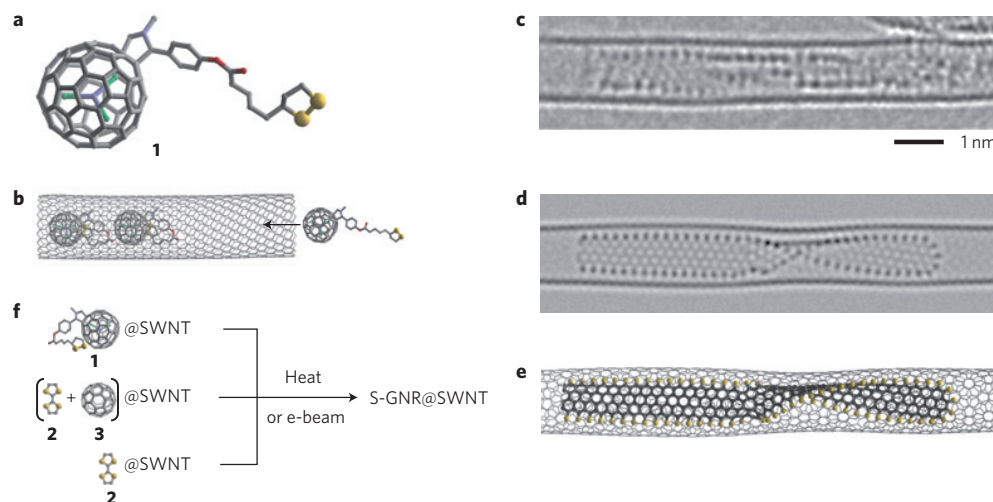 a
1
b
f
1
@SWNT
2
+
3
@SWNT
2
@SWNT
Heat
or e-beam
S-GNR@SWNT
c
1 nm
d
e